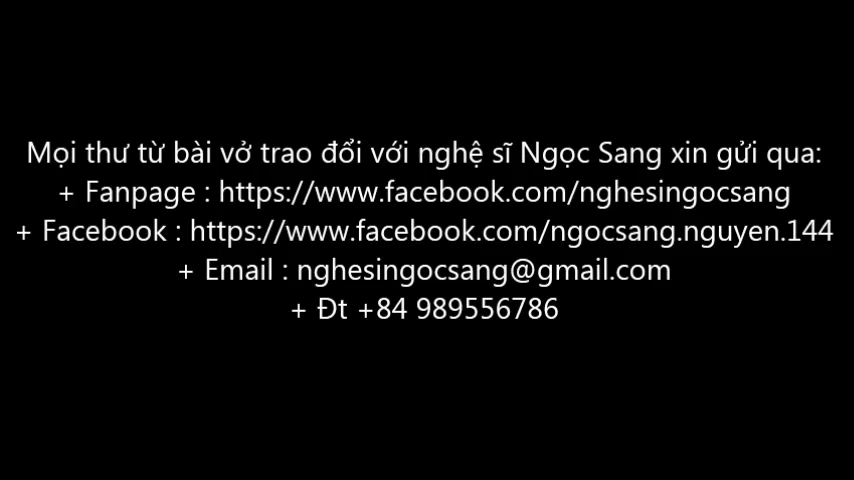 Mọi thư từ bài vở trao đổi với nghệ sĩ Ngọc Sang xin gửi qua:
+ Fanpage : https://www.facebook.com/nghesingocsang
+ Facebook : https://www.facebook.com/ngocsang.nguyen.144
+ Email : nghesingocsang@gmail.com
+ Đt +84 989556786